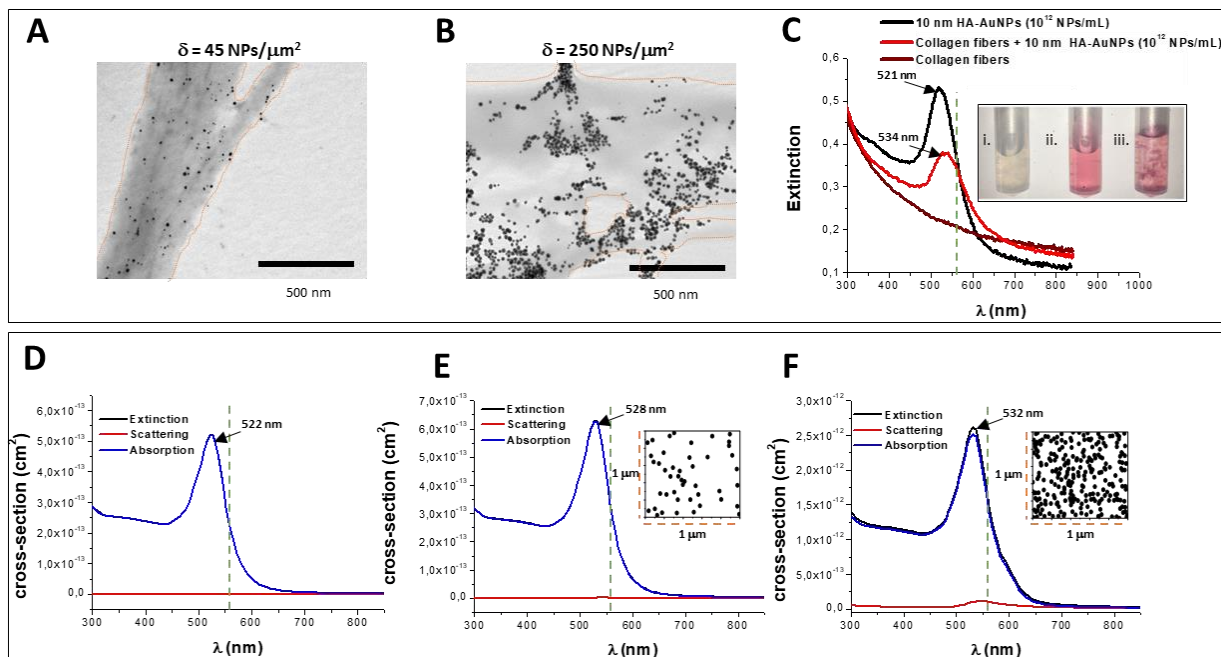 A
δ = 45 NPs/μm²
500 nm
B
δ = 250 NPs/μm²
500 nm
C
10 nm HA-AuNPs (10¹² NPs/mL)
Collagen fibers + 10 nm HA-AuNPs (10¹² NPs/mL)
Collagen fibers
521 nm
534 nm
i.
ii.
iii.
Extinction
0,6
0,5
0,4
0,3
0,2
0,1
300 400 500 600 700 800 900 1000
λ (nm)
D
Extinction
Scattering
Absorption
522 nm
cross-section (cm²)
6,0x10⁻¹³
5,0x10⁻¹³
4,0x10⁻¹³
3,0x10⁻¹³
2,0x10⁻¹³
1,0x10⁻¹³
0,0
300 400 500 600 700 800
λ (nm)
E
Extinction
Scattering
Absorption
528 nm
1 μm
1 μm
cross-section (cm²)
7,0x10⁻¹³
6,0x10⁻¹³
5,0x10⁻¹³
4,0x10⁻¹³
3,0x10⁻¹³
2,0x10⁻¹³
1,0x10⁻¹³
0,0
300 400 500 600 700 800
λ (nm)
F
Extinction
Scattering
Absorption
532 nm
1 μm
1 μm
cross-section (cm²)
3,0x10⁻¹²
2,5x10⁻¹²
2,0x10⁻¹²
1,5x10⁻¹²
1,0x10⁻¹²
5,0x10⁻¹³
0,0
300 400 500 600 700 800
λ (nm)